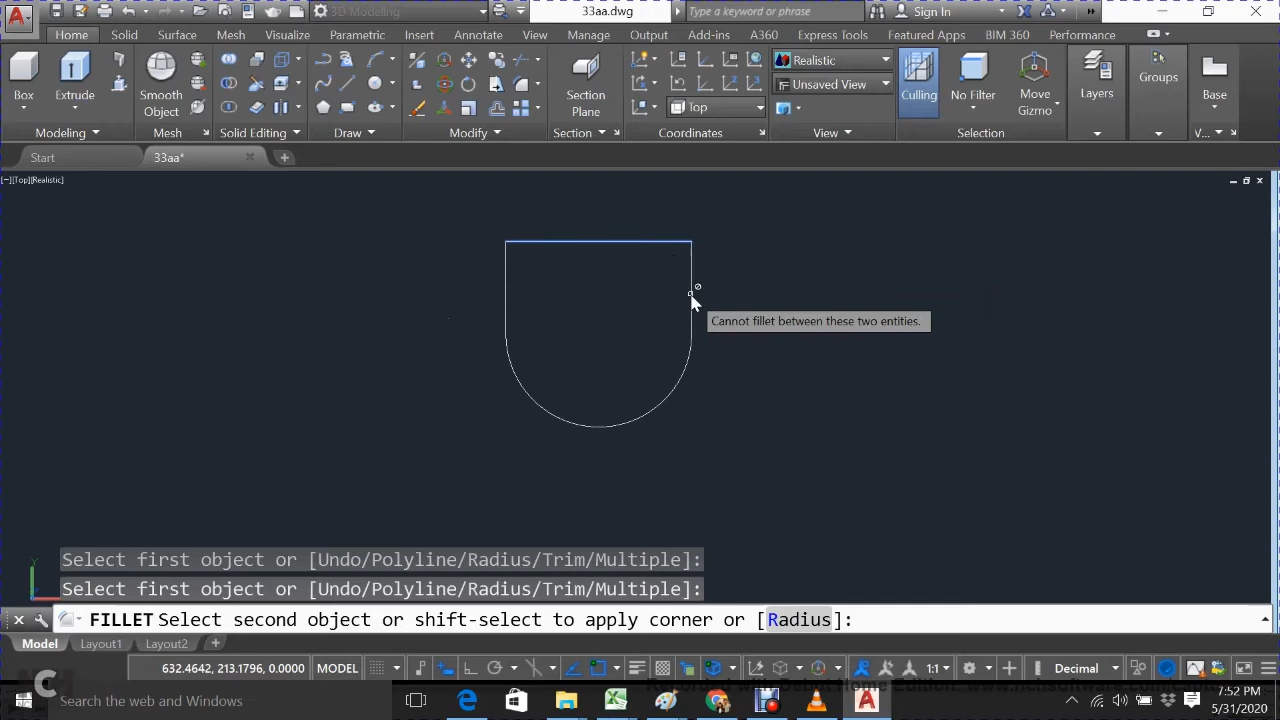 3D Modeling
33aa.dwg
Type a keyword or phrase
Sign In
Home Solid Surface Mesh Visualize Parametric Insert Annotate View Manage Output Add-ins A360 Express Tools Featured Apps BIM 360 Performance
Box
Extrude
Smooth
Object
Section
Plane
Realistic
Unsaved View
Top
Culling
No Filter
Move
Gizmo
Layers
Groups
Base
Modeling Mesh Solid Editing Draw Modify Section Coordinates View Selection V...
Start
33aa*
[−][Top][Realistic]
Cannot fillet between these two entities.
Select first object or [Undo/Polyline/Radius/Trim/Multiple]:
Select first object or [Undo/Polyline/Radius/Trim/Multiple]:
FILLET Select second object or shift-select to apply corner or [Radius]:
Model Layout1 Layout2
632.4642, 213.1796, 0.0000 MODEL 1:1 Decimal
Search the web and Windows
7:52 PM
5/31/2020